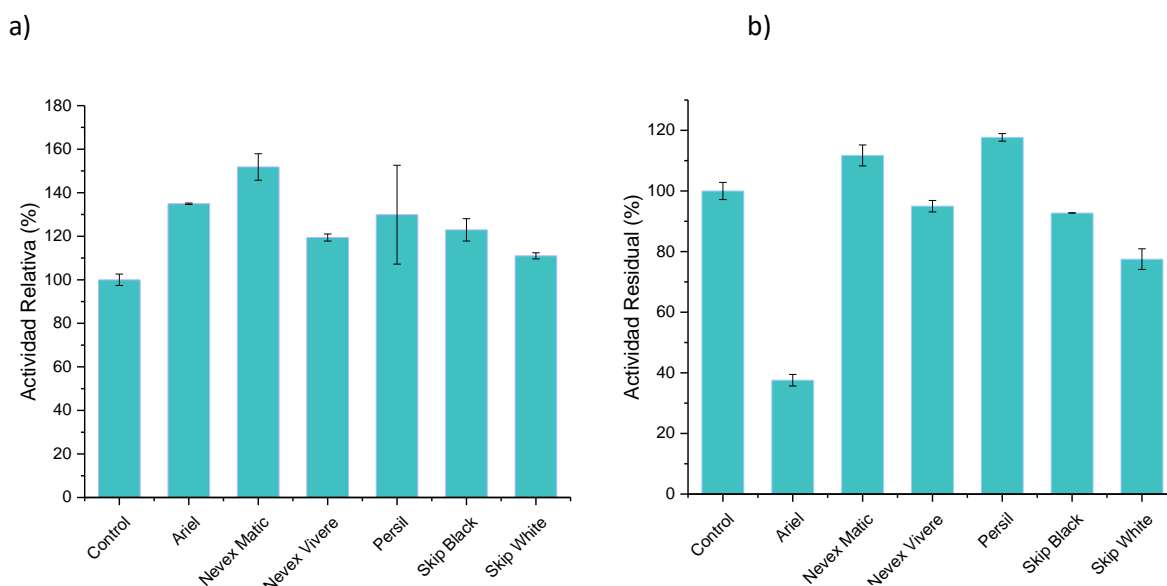 a)
b)
Actividad Relativa (%)
180
160
140
120
100
80
60
40
20
0
Control
Ariel
Nevex Matic
Nevex Vivere
Persil
Skip Black
Skip White
Actividad Residual (%)
120
100
80
60
40
20
0
Control
Ariel
Nevex Matic
Nevex Vivere
Persil
Skip Black
Skip White